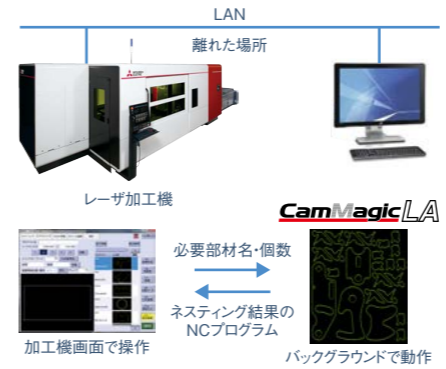 LAN
離れた場所
レーザ加工機
CamMagic LA
必要部材名・個数
ネスティング結果の
NCプログラム
加工機画面で操作
バックグラウンドで動作